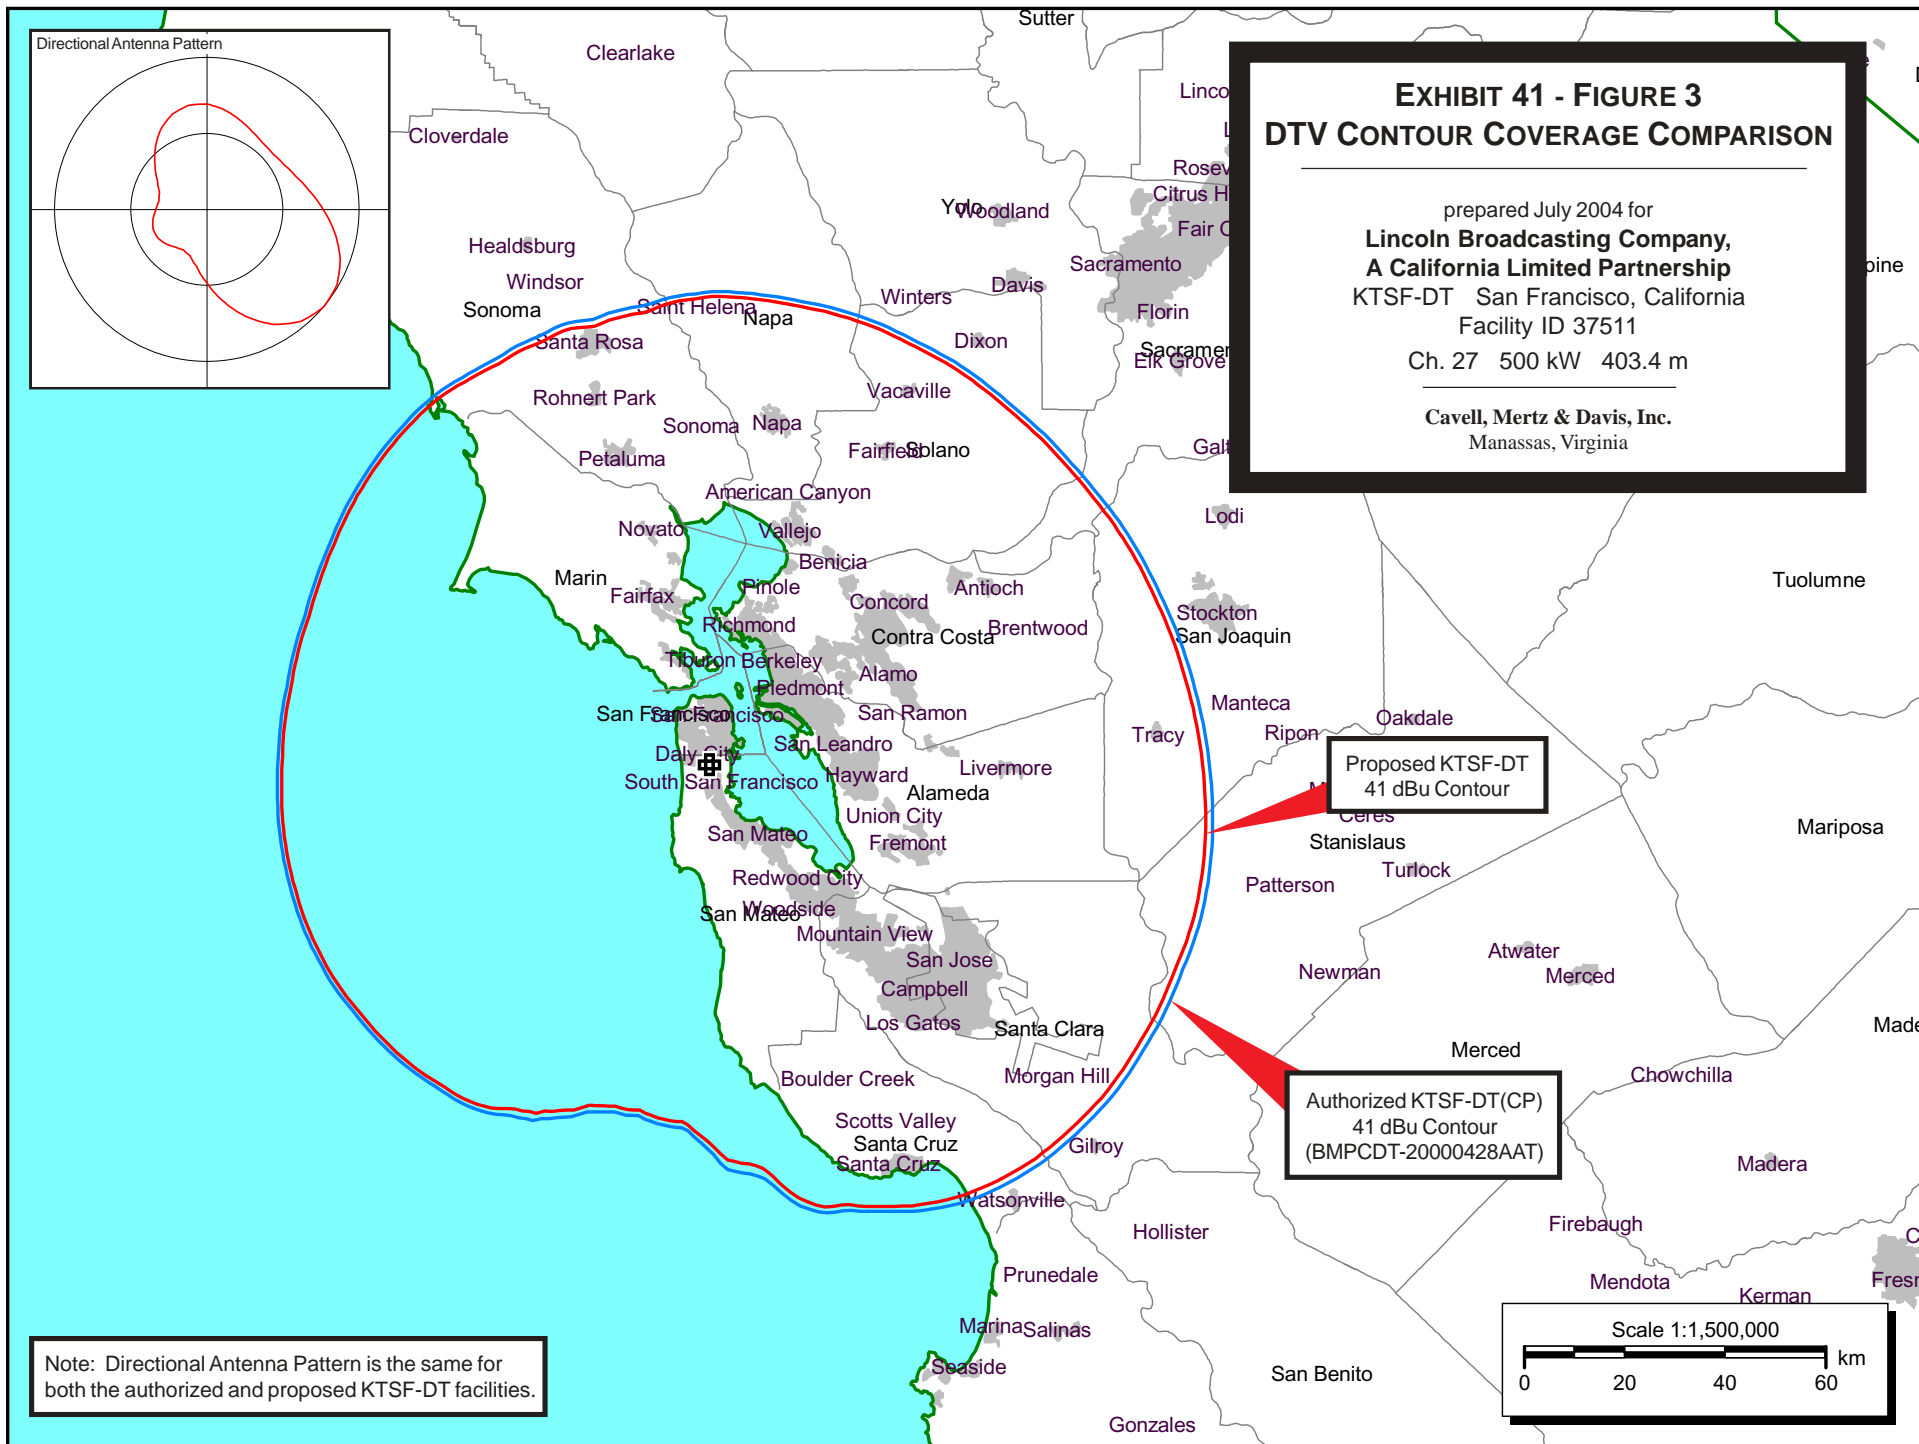 Directional Antenna Pattern
EXHIBIT 41 - FIGURE 3
DTV CONTOUR COVERAGE COMPARISON
prepared July 2004 for
Lincoln Broadcasting Company,
A California Limited Partnership
KTSF-DT San Francisco, California
Facility ID 37511
Ch. 27 500 kW 403.4 m
Cavell, Mertz & Davis, Inc.
Manassas, Virginia
Sutter
Clearlake
Cloverdale
Yolo
Woodland
Healdsburg
Sacramento
Windsor
Davis
Winters
Sonoma
Saint Helena
Napa
Florin
Santa Rosa
Dixon
Elk Grove
Rohnert Park
Vacaville
Sonoma
Napa
Petaluma
Fairfield
Solano
American Canyon
Lodi
Novato
Vallejo
Benicia
Marin
Fairfax
Pinole
Concord
Antioch
Tuolumne
Stockton
San Joaquin
Richmond
Contra Costa
Brentwood
Tiburon
Berkeley
Alamo
Piedmont
Manteca
San Francisco
San Francisco
San Ramon
Oakdale
Tracy
Ripon
Daly City
San Leandro
Livermore
South San Francisco
Hayward
Alameda
Proposed KTSF-DT
41 dBu Contour
Ceres
Union City
Mariposa
San Mateo
Fremont
Stanislaus
Turlock
Redwood City
Patterson
San Mateo
Woodside
Mountain View
San Jose
Atwater
Merced
Newman
Campbell
Los Gatos
Santa Clara
Merced
Boulder Creek
Morgan Hill
Chowchilla
Authorized KTSF-DT(CP)
41 dBu Contour
(BMPCDT-20000428AAT)
Scotts Valley
Santa Cruz
Santa Cruz
Gilroy
Madera
Watsonville
Hollister
Firebaugh
Prunedale
Mendota
Kerman
Marina
Salinas
Seaside
San Benito
Gonzales
Note: Directional Antenna Pattern is the same for
both the authorized and proposed KTSF-DT facilities.
Scale 1:1,500,000
km
0 20 40 60